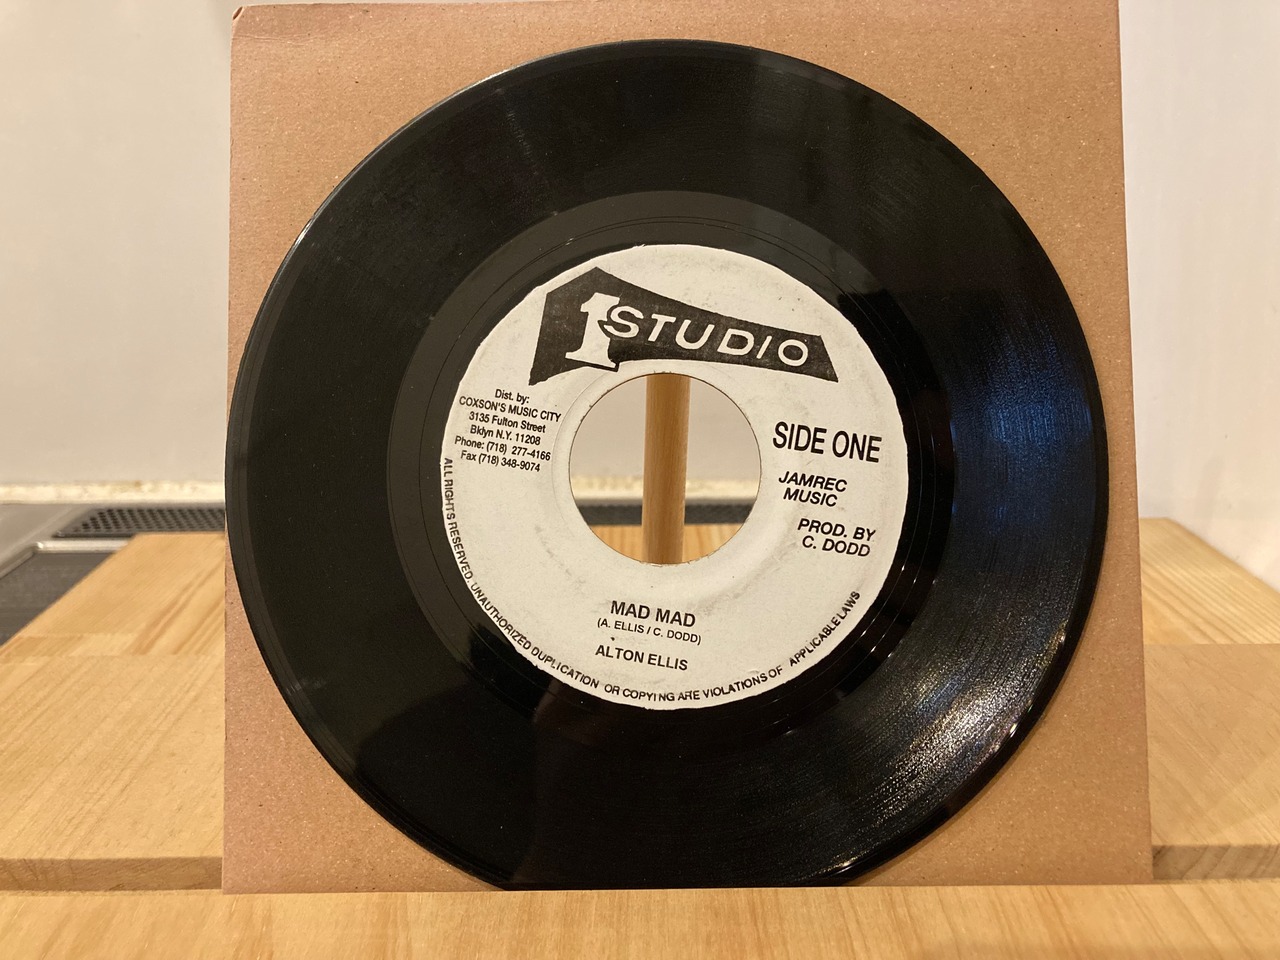 1 STUDIO
Dist. by:
COXSON'S MUSIC CITY
3135 Fulton Street
Bklyn N.Y. 11208
Phone: (718) 277-4166
Fax (718) 348-9074
SIDE ONE
JAMREC
MUSIC
PROD. BY
C. DODD
MAD MAD
(A. ELLIS / C. DODD)
ALTON ELLIS
ALL RIGHTS RESERVED. UNAUTHORIZED DUPLICATION OR COPYING ARE VIOLATIONS OF APPLICABLE LAWS